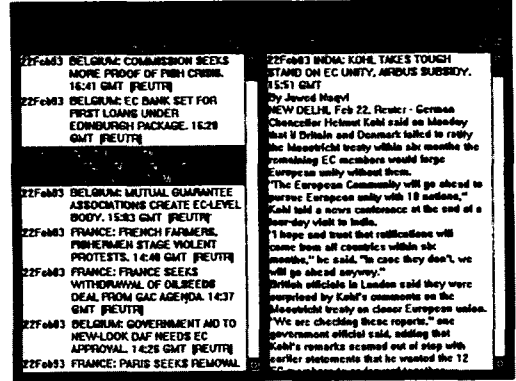 22Feb93 BELGIUM: COMMISSION SEEKS
MORE PROOF OF FISH CRISIS.
16:41 GMT [REUTR]
22Feb93 BELGIUM: EC BANK SET FOR
FIRST LOANS UNDER
EDINBURGH PACKAGE. 15:29
GMT [REUTR]
22Feb93 BELGIUM: MUTUAL GUARANTEE
ASSOCIATIONS CREATE EC-LEVEL
BODY. 15:03 GMT [REUTR]
22Feb93 FRANCE: FRENCH FARMERS,
FISHERMEN STAGE VIOLENT
PROTESTS. 14:40 GMT [REUTR]
22Feb93 FRANCE: FRANCE SEEKS
WITHDRAWAL OF OILSEEDS
DEAL FROM GAC AGENDA. 14:37
GMT [REUTR]
22Feb93 BELGIUM: GOVERNMENT AID TO
NEW-LOOK DAF NEEDS EC
APPROVAL. 14:25 GMT [REUTR]
22Feb93 FRANCE: PARIS SEEKS REMOVAL
22Feb93 INDIA: KOHL TAKES TOUGH
STAND ON EC UNITY, AIRBUS SUBSIDY.
15:51 GMT
By Jawed Naqvi
NEW DELHI, Feb 22, Reuter - German
Chancellor Helmut Kohl said on Monday
that if Britain and Denmark failed to ratify
the Maastricht treaty within six months the
remaining EC members would forge
European unity without them.
"The European Community will go ahead to
pursue European unity with 10 nations,"
Kohl told a news conference at the end of a
four-day visit to India.
"I hope and trust that ratifications will
come from all countries within six
months," he said. "In case they don't, we
will go ahead anyway."
British officials in London said they were
surprised by Kohl's comments on the
Maastricht treaty on closer European union.
"We are checking these reports," one
government official said, adding that
Kohl's remarks seemed out of step with
earlier statements that he wanted the 12